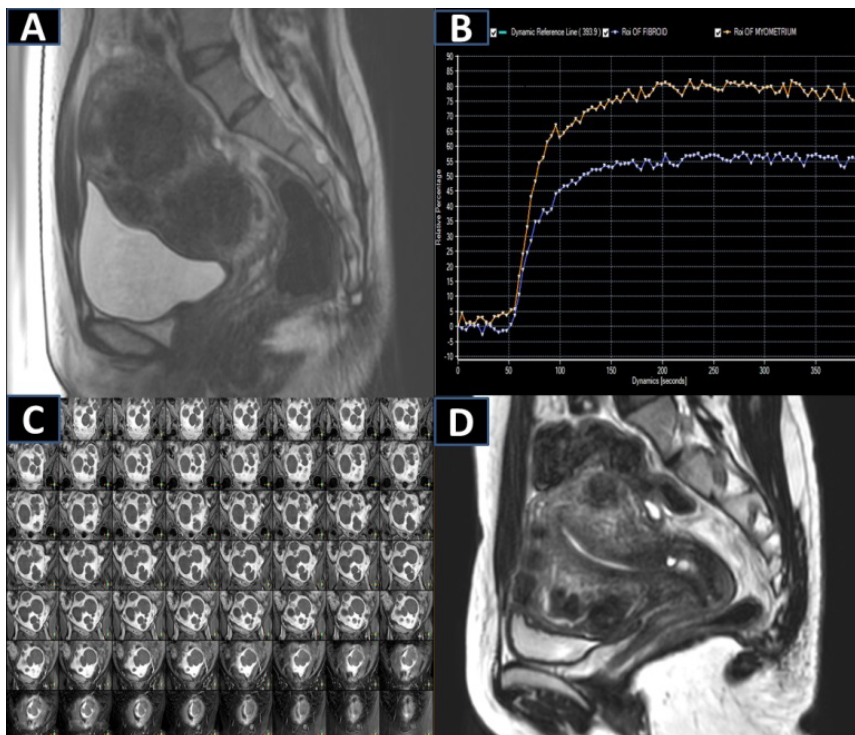 A
B
Dynamic Reference Line ( 393.9 ) Roi OF FIBROID Roi OF MYOMETRIUM
90
85
80
75
70
65
60
55
50
45
40
35
30
25
20
15
10
5
0
-5
-10
Relative Percentage
0 50 100 150 200 250 300 350
Dynamics [seconds]
C
D